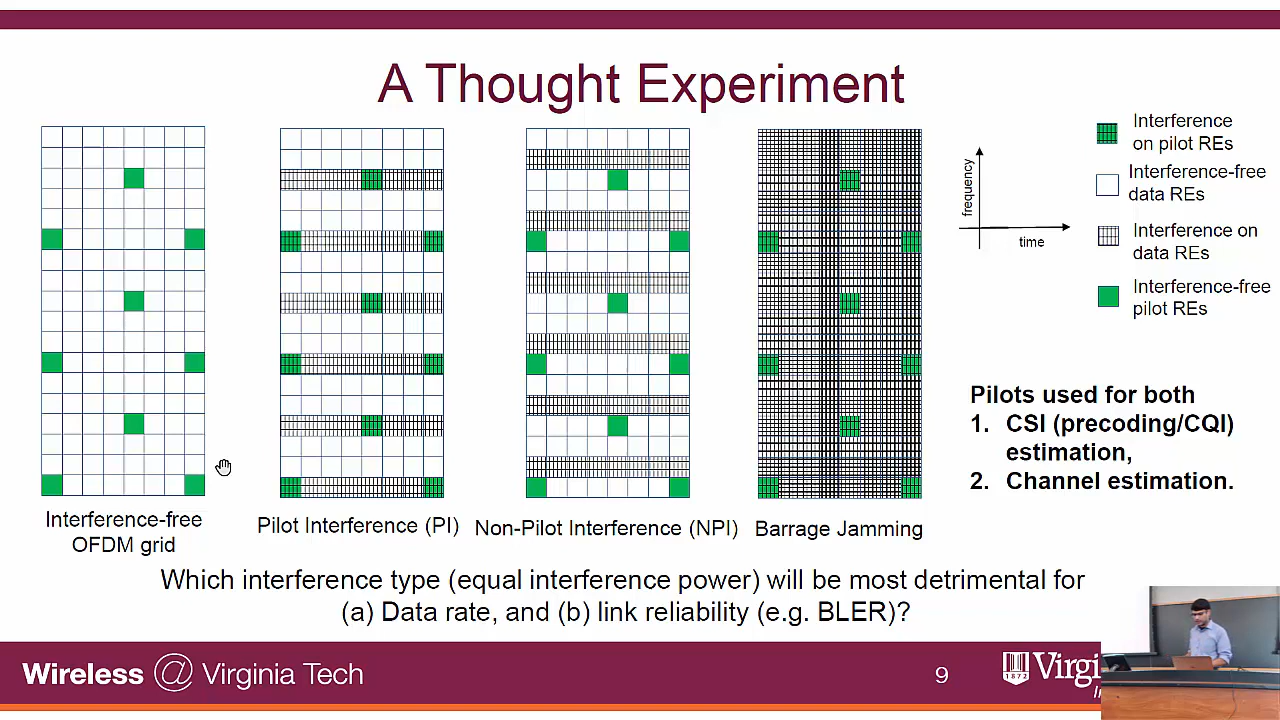 A Thought Experiment
Interference
on pilot REs
Interference-free
data REs
Interference on
data REs
Interference-free
pilot REs
frequency
time
Pilots used for both
1. CSI (precoding/CQI)
estimation,
2. Channel estimation.
Interference-free
OFDM grid
Pilot Interference (PI)
Non-Pilot Interference (NPI)
Barrage Jamming
Which interference type (equal interference power) will be most detrimental for
(a) Data rate, and (b) link reliability (e.g. BLER)?
Wireless @ Virginia Tech
9
1872